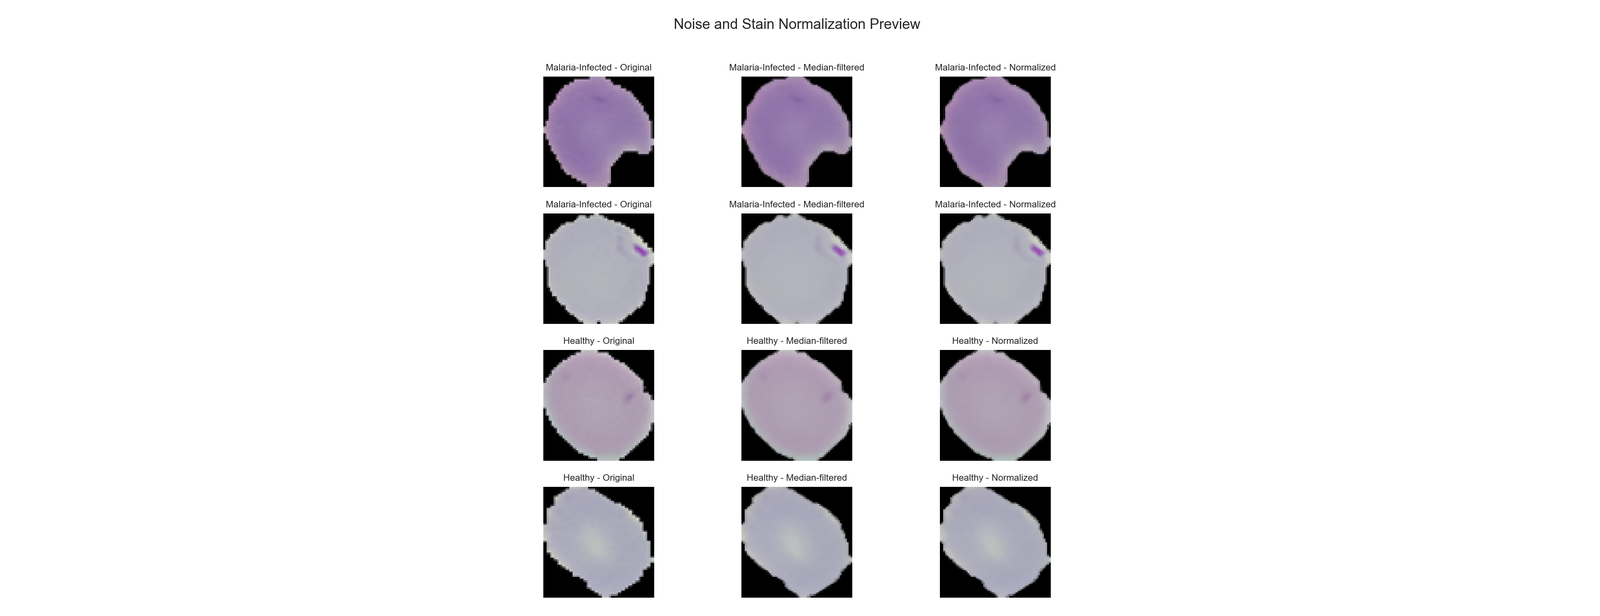 Noise and Stain Normalization Preview
Malaria-Infected - Original
Malaria-Infected - Median-filtered
Malaria-Infected - Normalized
Malaria-Infected - Original
Malaria-Infected - Median-filtered
Malaria-Infected - Normalized
Healthy - Original
Healthy - Median-filtered
Healthy - Normalized
Healthy - Original
Healthy - Median-filtered
Healthy - Normalized